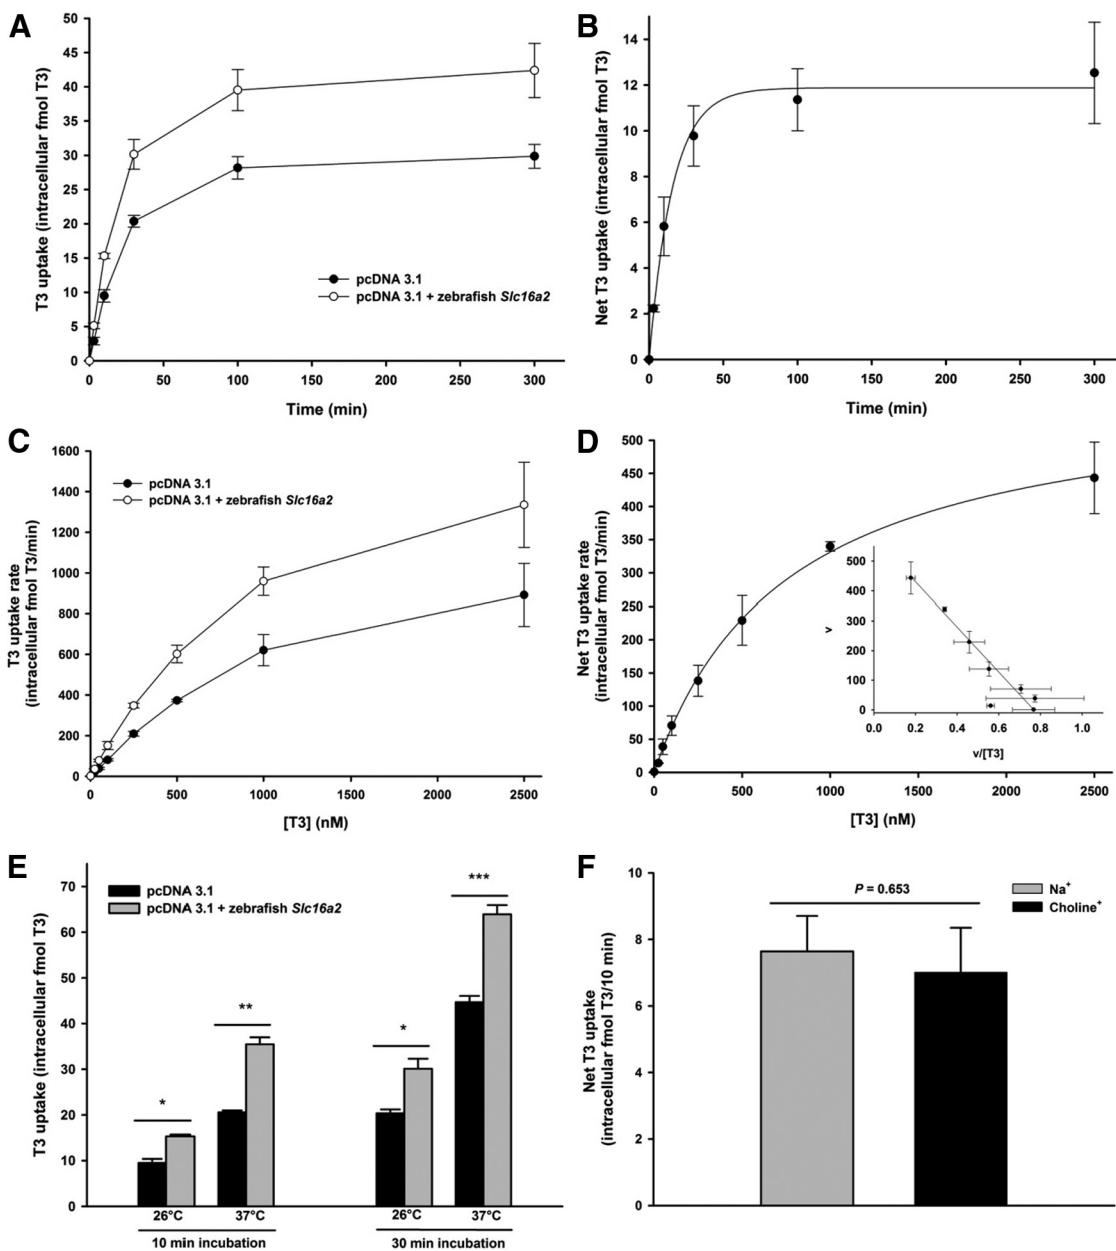 A
T3 uptake (intracellular fmol T3)
50
45
40
35
30
25
20
15
10
5
0
0 50 100 150 200 250 300
Time (min)
pcDNA 3.1
pcDNA 3.1 + zebrafish Slc16a2
B
Net T3 uptake (intracellular fmol T3)
14
12
10
8
6
4
2
0
0 50 100 150 200 250 300
Time (min)
C
T3 uptake rate
(intracellular fmol T3/min)
1600
1400
1200
1000
800
600
400
200
0
0 500 1000 1500 2000 2500
[T3] (nM)
pcDNA 3.1
pcDNA 3.1 + zebrafish Slc16a2
D
Net T3 uptake rate
(intracellular fmol T3/min)
500
450
400
350
300
250
200
150
100
50
0
0 500 1000 1500 2000 2500
[T3] (nM)
v
500
400
300
200
100
0
0.0 0.2 0.4 0.6 0.8 1.0
v/[T3]
E
T3 uptake (intracellular fmol T3)
70
60
50
40
30
20
10
0
pcDNA 3.1
pcDNA 3.1 + zebrafish Slc16a2
*
**
*
***
26°C 37°C 26°C 37°C
10 min incubation 30 min incubation
F
Net T3 uptake
(intracellular fmol T3/10 min)
10
8
6
4
2
0
P = 0.653
Na+
Choline+